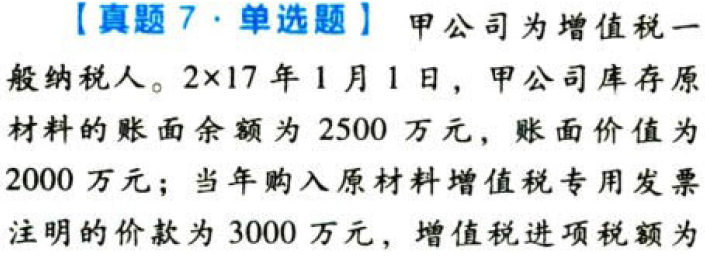 【真题 7·单选题】 甲公司为增值税一
般纳税人。2×17 年 1 月 1 日，甲公司库存原
材料的账面余额为 2500 万元，账面价值为
2000 万元；当年购入原材料增值税专用发票
注明的价款为 3000 万元，增值税进项税额为